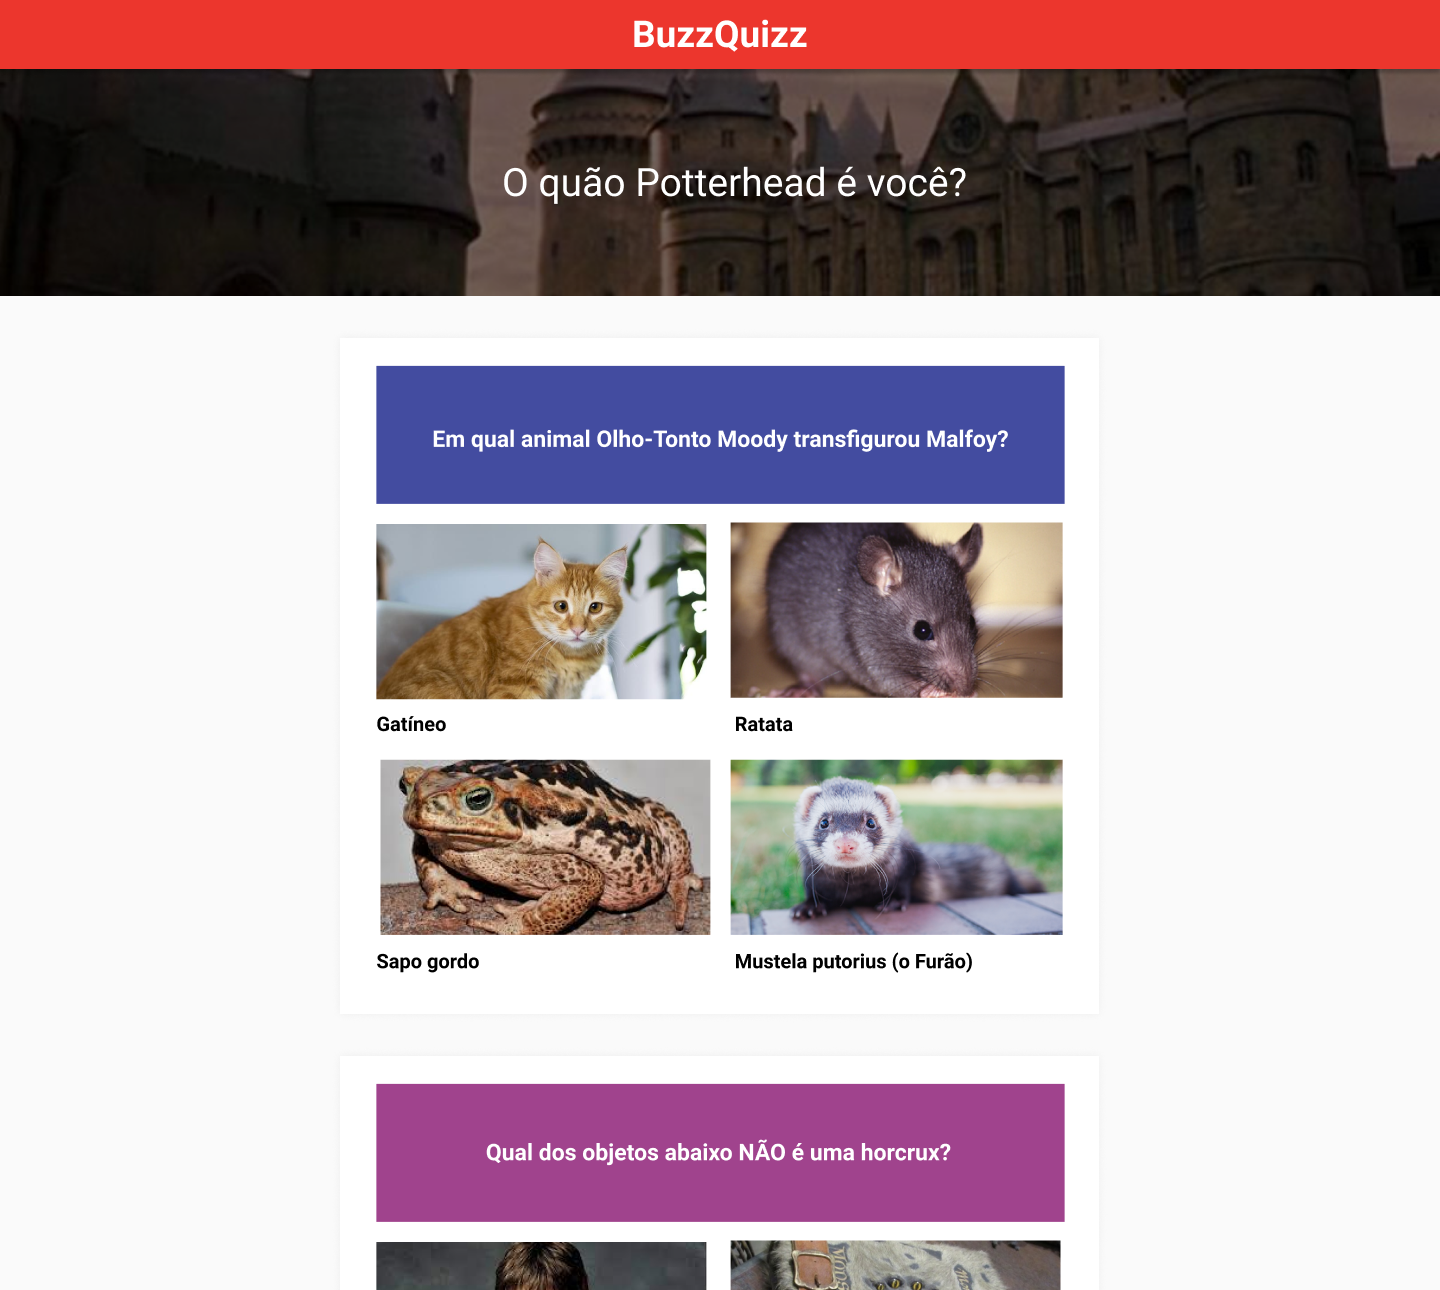 BuzzQuizz
O quão Potterhead é você?
Em qual animal Olho-Tonto Moody transfigurou Malfoy?
Gatíneo
Ratata
Sapo gordo
Mustela putorius (o Furão)
Qual dos objetos abaixo NÃO é uma horcrux?